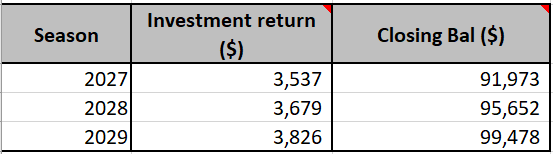 Season Investment return ($) Closing Bal ($)
2027 3,537 91,973
2028 3,679 95,652
2029 3,826 99,478